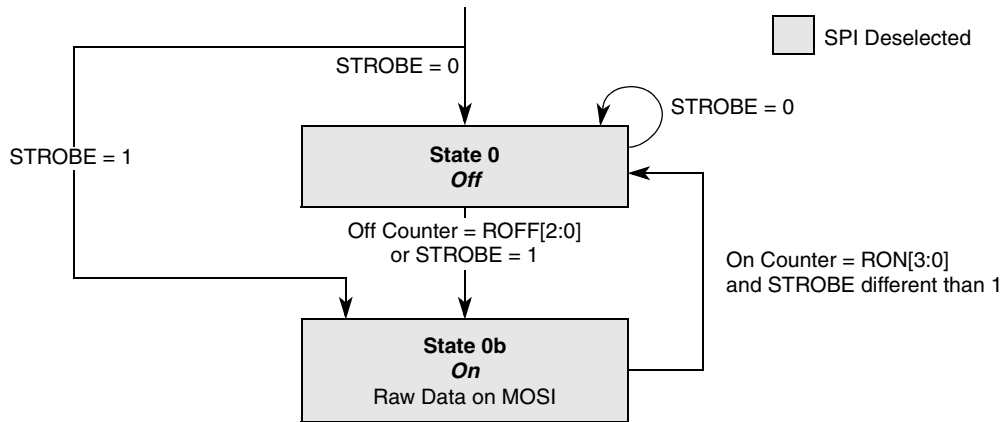 SPI Deselected
STROBE = 0
STROBE = 0
STROBE = 1
State 0
Off
Off Counter = ROFF[2:0]
or STROBE = 1
On Counter = RON[3:0]
and STROBE different than 1
State 0b
On
Raw Data on MOSI